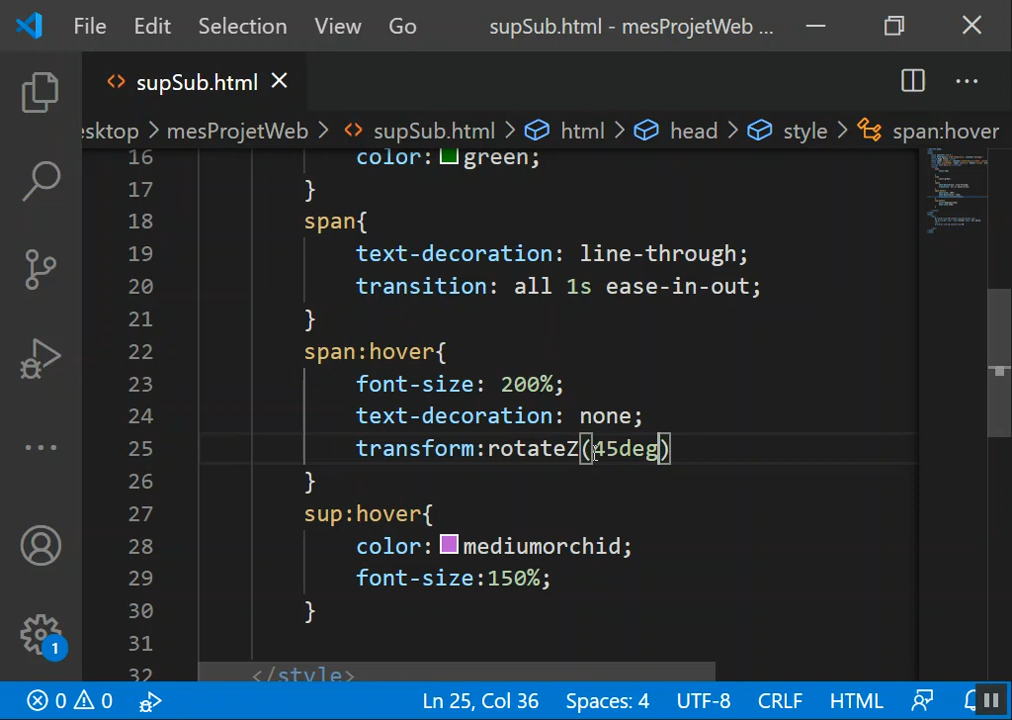 File Edit Selection View Go supSub.html - mesProjetWeb ...
supSub.html
esktop > mesProjetWeb > supSub.html > html > head > style > span:hover
16 color: green;
17 }
18 span{
19 text-decoration: line-through;
20 transition: all 1s ease-in-out;
21 }
22 span:hover{
23 font-size: 200%;
24 text-decoration: none;
25 transform:rotateZ(45deg)
26 }
27 sup:hover{
28 color: mediumorchid;
29 font-size:150%;
30 }
31
32 </style>
1
0 0 Ln 25, Col 36 Spaces: 4 UTF-8 CRLF HTML